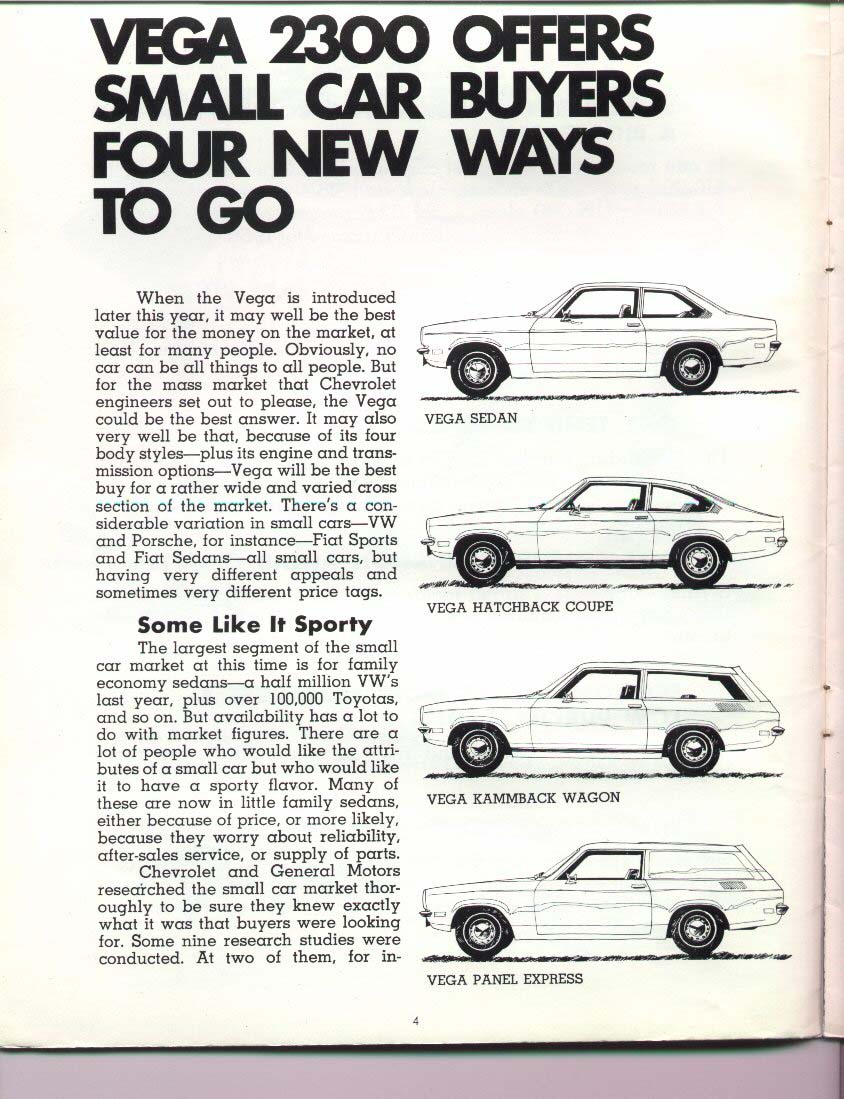 VEGA 2300 OFFERS
SMALL CAR BUYERS
FOUR NEW WAYS
TO GO
When the Vega is introduced
later this year, it may well be the best
value for the money on the market, at
least for many people. Obviously, no
car can be all things to all people. But
for the mass market that Chevrolet
engineers set out to please, the Vega
could be the best answer. It may also
very well be that, because of its four
body styles—plus its engine and trans-
mission options—Vega will be the best
buy for a rather wide and varied cross
section of the market. There's a con-
siderable variation in small cars—VW
and Porsche, for instance—Fiat Sports
and Fiat Sedans—all small cars, but
having very different appeals and
sometimes very different price tags.
Some Like It Sporty
The largest segment of the small
car market at this time is for family
economy sedans—a half million VW's
last year, plus over 100,000 Toyotas,
and so on. But availability has a lot to
do with market figures. There are a
lot of people who would like the attri-
butes of a small car but who would like
it to have a sporty flavor. Many of
these are now in little family sedans,
either because of price, or more likely,
because they worry about reliability,
after-sales service, or supply of parts.
Chevrolet and General Motors
researched the small car market thor-
oughly to be sure they knew exactly
what it was that buyers were looking
for. Some nine research studies were
conducted. At two of them, for in-
VEGA SEDAN
VEGA HATCHBACK COUPE
VEGA KAMMBACK WAGON
VEGA PANEL EXPRESS
4